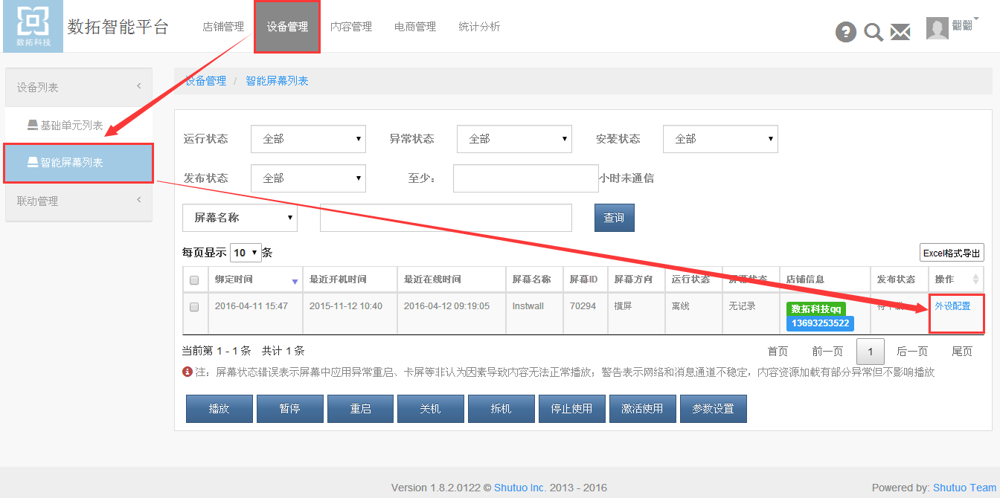 数拓科技
数拓智能平台
店铺管理 设备管理 内容管理 电商管理 统计分析
翻翻
设备列表
基础单元列表
智能屏幕列表
联动管理
设备管理 / 智能屏幕列表
运行状态 全部 异常状态 全部 安装状态 全部
发布状态 全部 至少： 小时未通信
屏幕名称 查询
每页显示 10 条 Excel格式导出
绑定时间 最近开机时间 最近在线时间 屏幕名称 屏幕ID 屏幕方向 运行状态 屏幕状态 店铺信息 发布状态 操作
2016-04-11 15:47 2015-11-12 10:40 2016-04-12 09:19:05 Instwall 70294 横屏 离线 无记录 数拓科技qq 外设配置
13693253522
当前第 1 - 1 条 共计 1 条 首页 前一页 1 后一页 尾页
注：屏幕状态错误表示屏幕中应用异常重启、卡屏等非认为因素导致内容无法正常播放；警告表示网络和消息通道不稳定，内容资源加载有部分异常但不影响播放
播放 暂停 重启 关机 拆机 停止使用 激活使用 参数设置
Version 1.8.2.0122 © Shutuo Inc. 2013 - 2016 Powered by: Shutuo Team